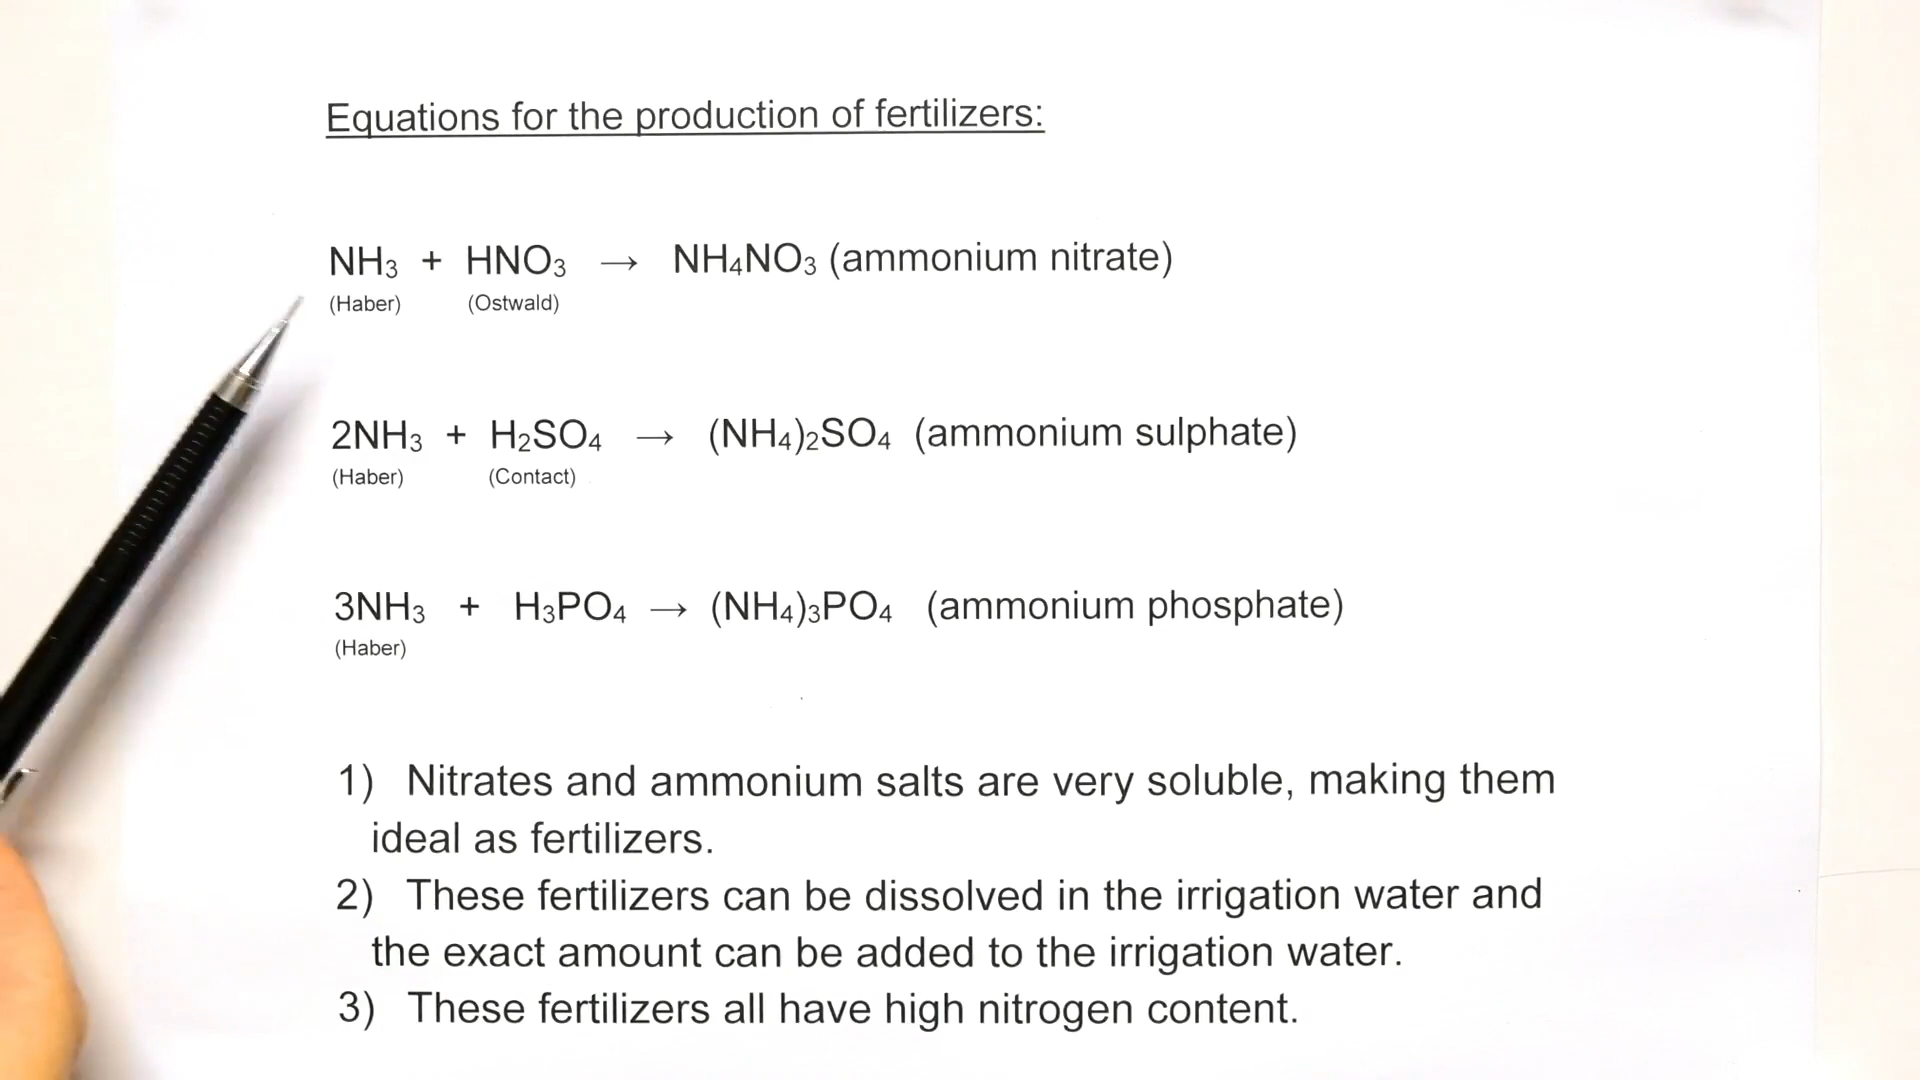 Equations for the production of fertilizers:
NH₃ + HNO₃ → NH₄NO₃ (ammonium nitrate)
(Haber) (Ostwald)
2NH₃ + H₂SO₄ → (NH₄)₂SO₄ (ammonium sulphate)
(Haber) (Contact)
3NH₃ + H₃PO₄ → (NH₄)₃PO₄ (ammonium phosphate)
(Haber)
1) Nitrates and ammonium salts are very soluble, making them
ideal as fertilizers.
2) These fertilizers can be dissolved in the irrigation water and
the exact amount can be added to the irrigation water.
3) These fertilizers all have high nitrogen content.